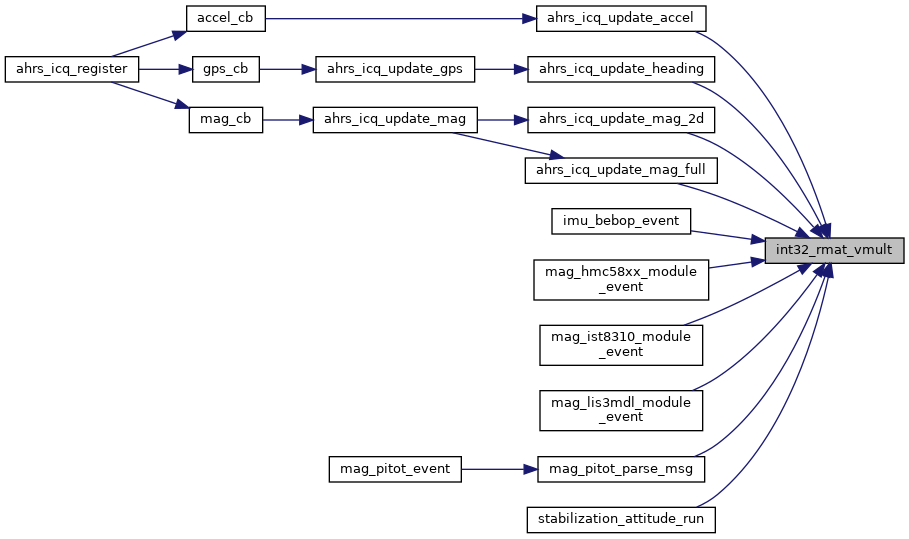 accel_cb
ahrs_icq_update_accel
ahrs_icq_register
gps_cb
ahrs_icq_update_gps
ahrs_icq_update_heading
mag_cb
ahrs_icq_update_mag
ahrs_icq_update_mag_2d
ahrs_icq_update_mag_full
imu_bebop_event
int32_rmat_vmult
mag_hmc58xx_module
_event
mag_ist8310_module
_event
mag_lis3mdl_module
_event
mag_pitot_event
mag_pitot_parse_msg
stabilization_attitude_run